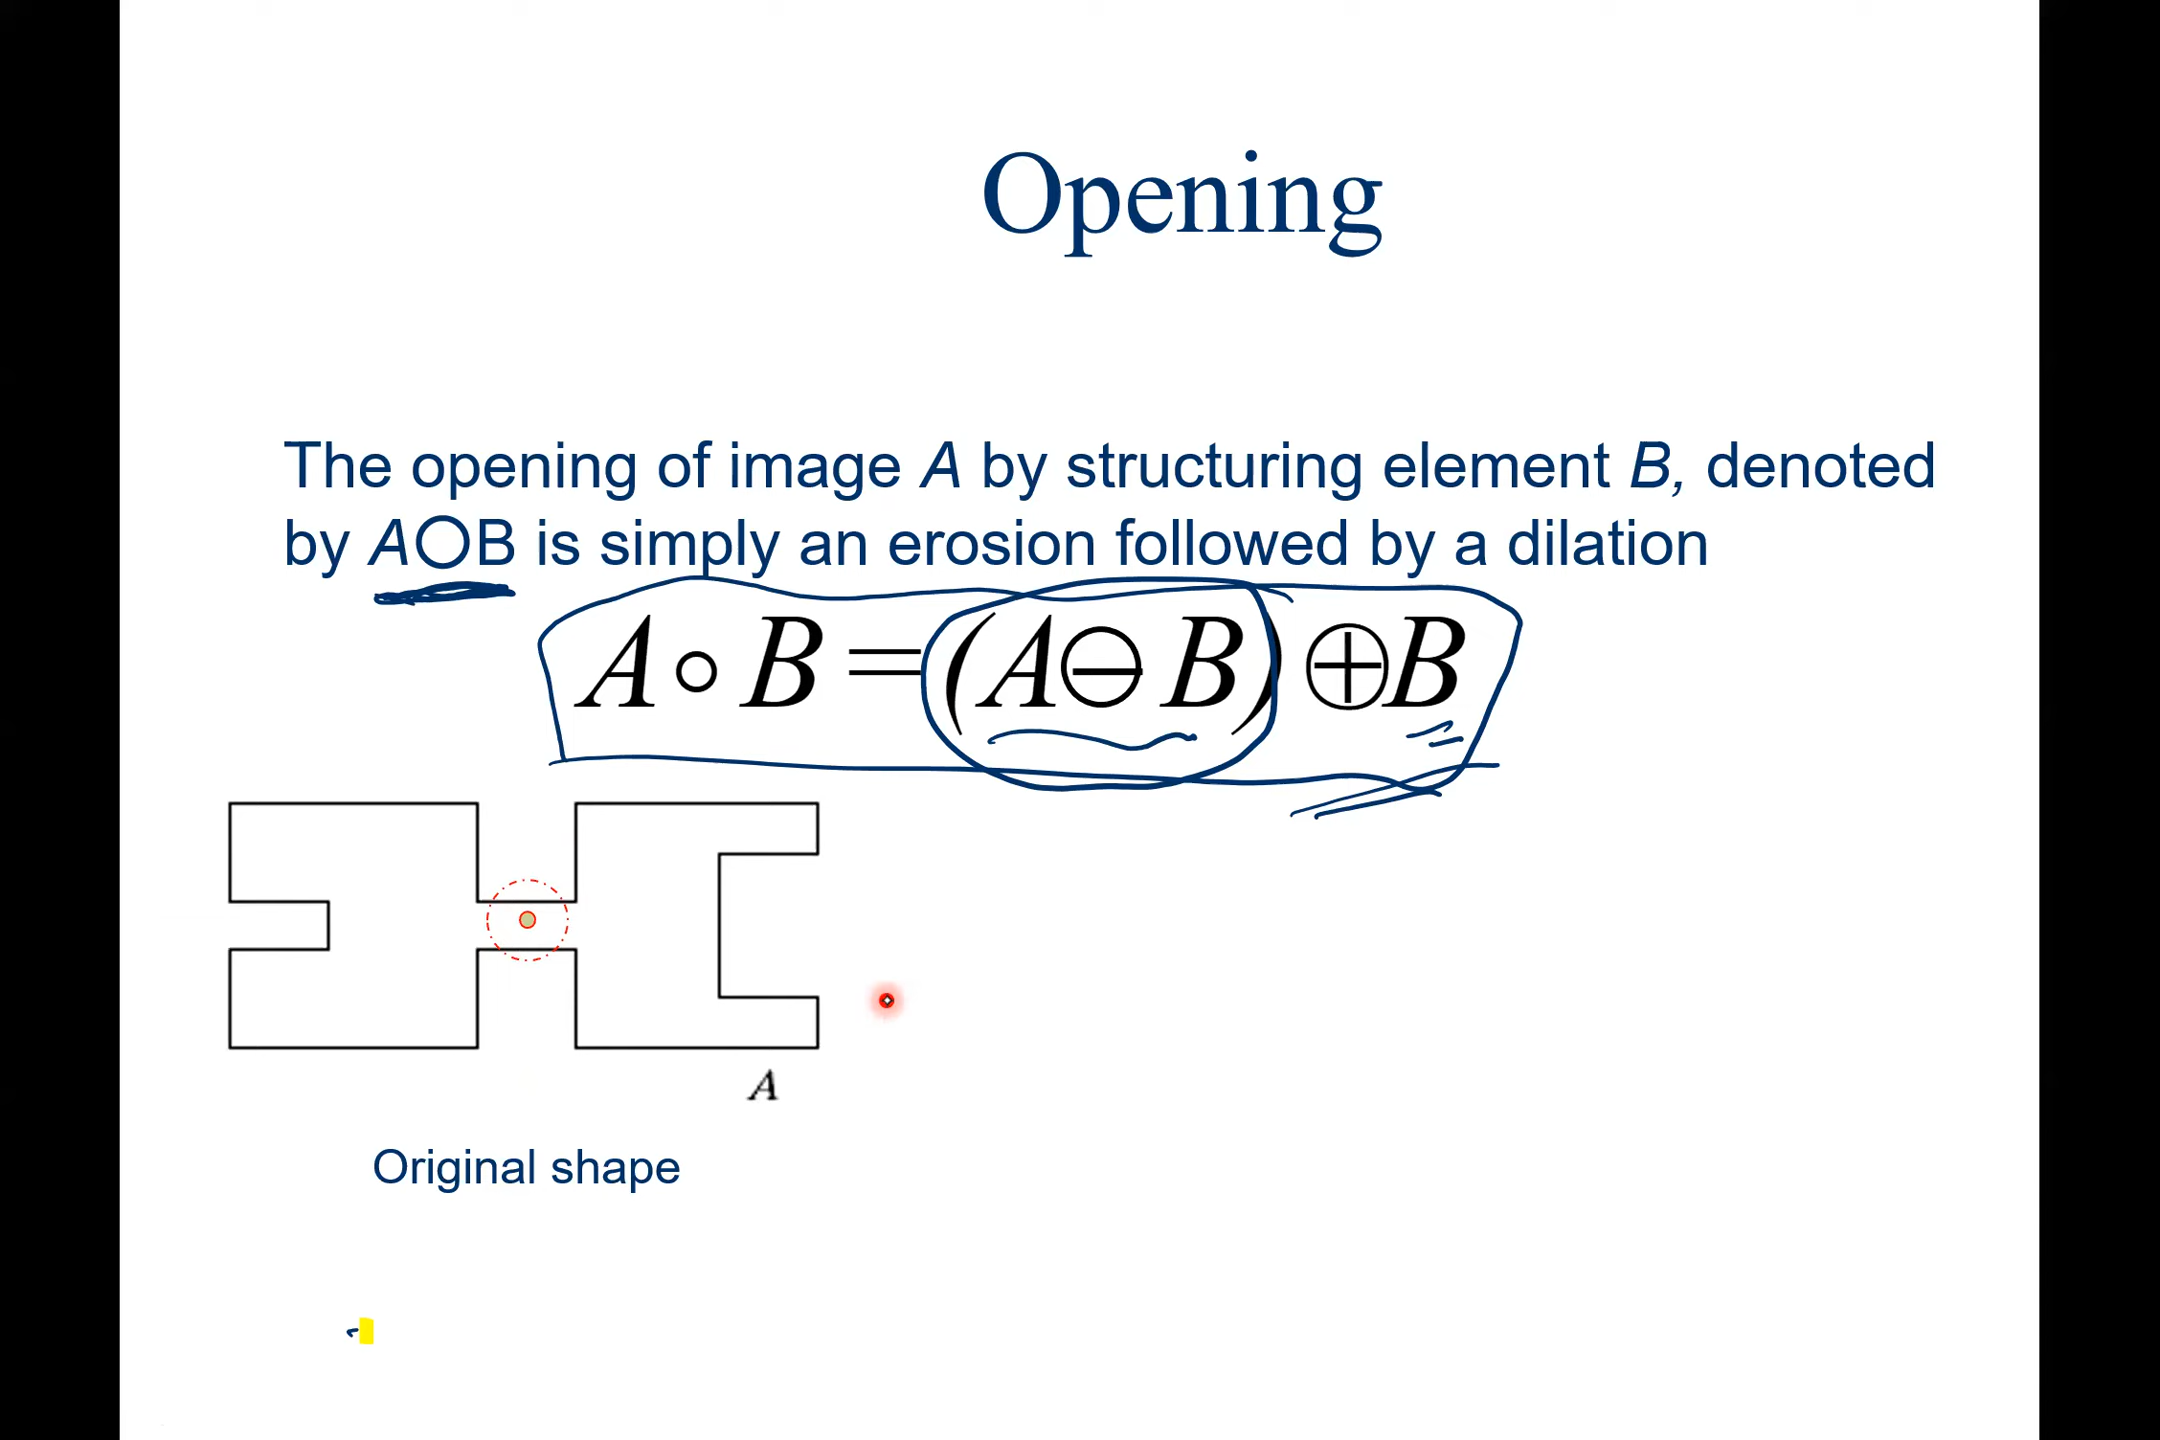 Opening
The opening of image A by structuring element B, denoted
by A○B is simply an erosion followed by a dilation
A ∘ B = (A ⊖ B) ⊕ B
A
Original shape